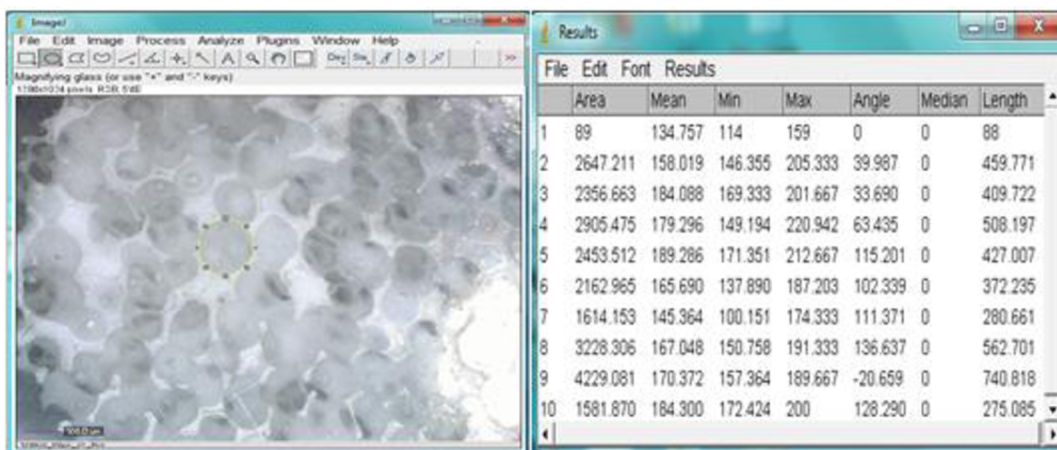 ImageJ
File Edit Image Process Analyze Plugins Window Help
Magnifying glass (or use "+" and "-" keys)
Results
File Edit Font Results
Area Mean Min Max Angle Median Length
1 89 134.757 114 159 0 0 88
2 2647.211 158.019 146.355 205.333 39.987 0 459.771
3 2356.663 184.088 169.333 201.667 33.690 0 409.722
4 2905.475 179.296 149.194 220.942 63.435 0 508.197
5 2453.512 189.286 171.351 212.667 115.201 0 427.007
6 2162.965 165.690 137.890 187.203 102.339 0 372.235
7 1614.153 145.364 100.151 174.333 111.371 0 280.661
8 3228.306 167.048 150.758 191.333 136.637 0 562.701
9 4229.081 170.372 157.364 189.667 -20.659 0 740.818
10 1581.870 184.300 172.424 200 128.290 0 275.085